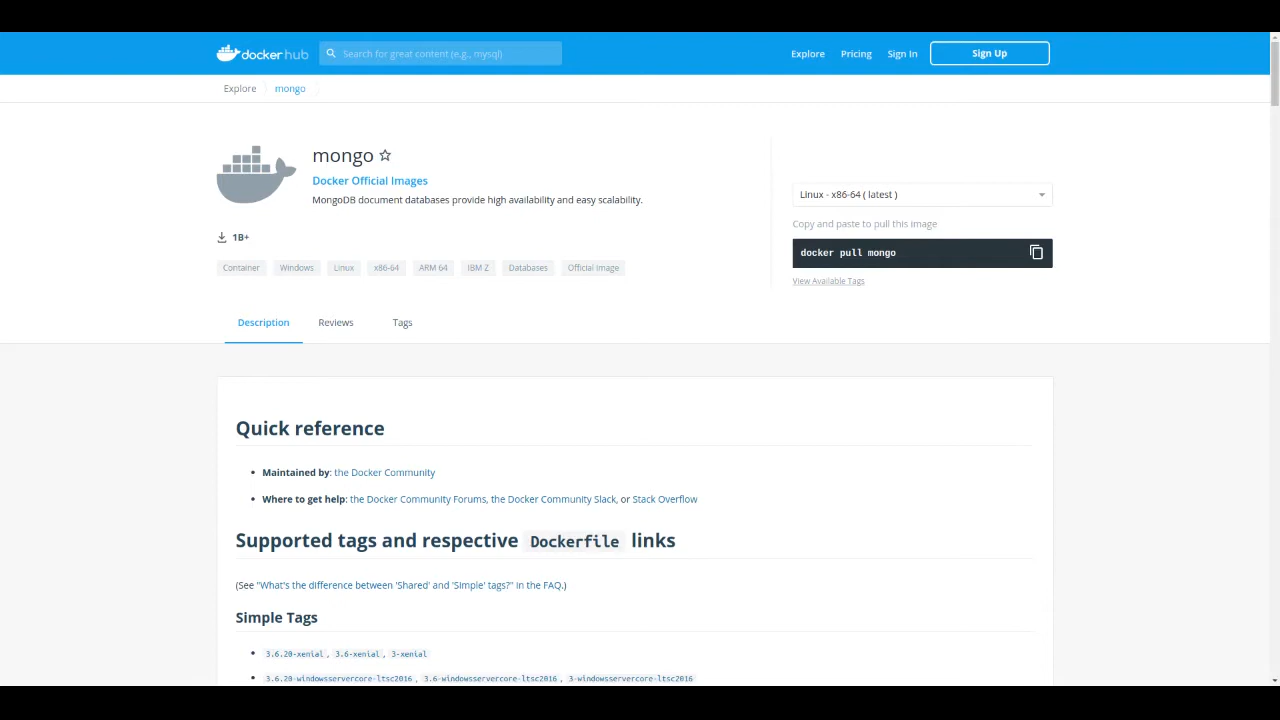 docker hub Search for great content (e.g., mysql) Explore Pricing Sign In Sign Up
Explore mongo
mongo
Docker Official Images
MongoDB document databases provide high availability and easy scalability.
1B+
Container Windows Linux x86-64 ARM 64 IBM Z Databases Official Image
Linux - x86-64 ( latest )
Copy and paste to pull this image
docker pull mongo
View Available Tags
Description Reviews Tags
Quick reference
• Maintained by: the Docker Community
• Where to get help: the Docker Community Forums, the Docker Community Slack, or Stack Overflow
Supported tags and respective Dockerfile links
(See "What's the difference between 'Shared' and 'Simple' tags?" in the FAQ.)
Simple Tags
• 3.6.20-xenial, 3.6-xenial, 3-xenial
• 3.6.20-windowsservercore-ltsc2016, 3.6-windowsservercore-ltsc2016, 3-windowsservercore-ltsc2016